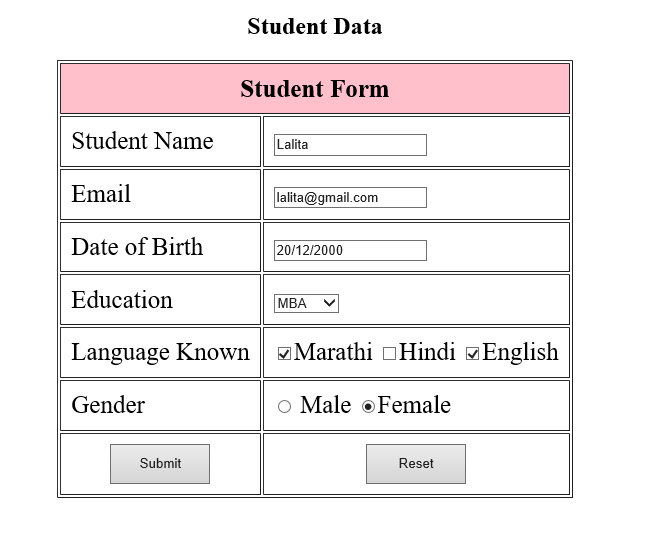 Student Data
Student Form
Student Name Lalita
Email lalita@gmail.com
Date of Birth 20/12/2000
Education MBA
Language Known Marathi Hindi English
Gender Male Female
Submit Reset